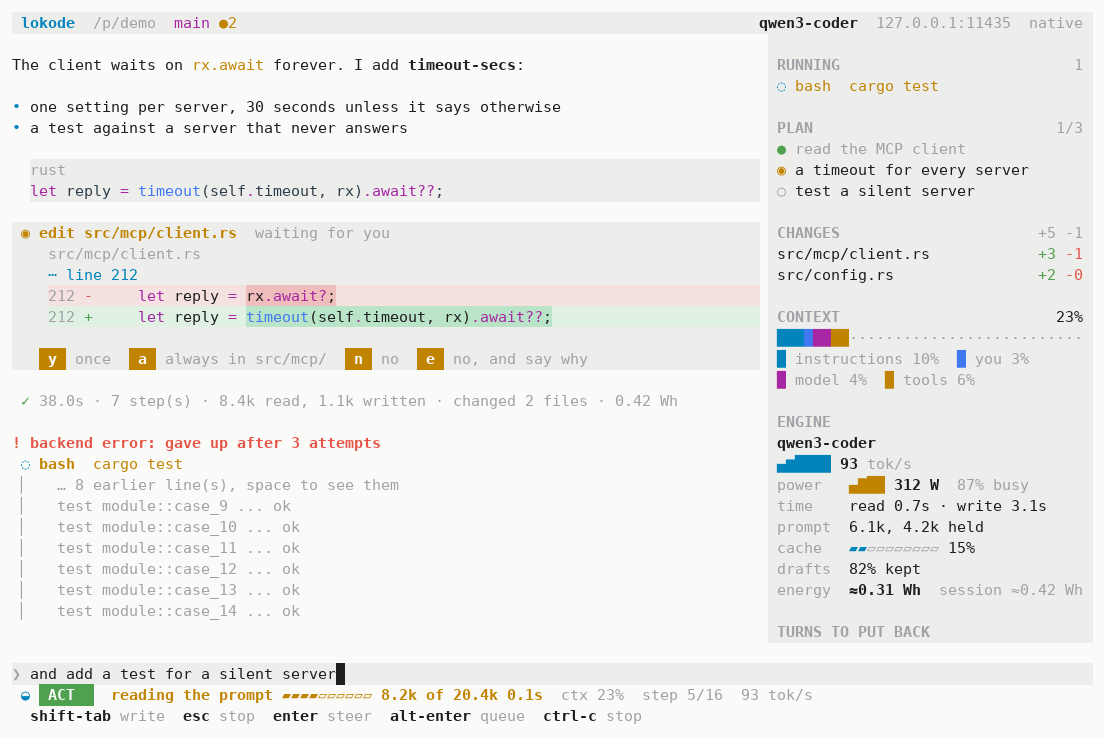 lokode  /p/demo  main ●2
qwen3-coder  127.0.0.1:11435  native
The client waits on rx.await forever. I add timeout-secs:
• one setting per server, 30 seconds unless it says otherwise
• a test against a server that never answers
rust
let reply = timeout(self.timeout, rx).await??;
◉ edit src/mcp/client.rs  waiting for you
src/mcp/client.rs
┄ line 212
212 -     let reply = rx.await?;
212 +     let reply = timeout(self.timeout, rx).await??;
y once  a always in src/mcp/  n no  e no, and say why
✓ 38.0s · 7 step(s) · 8.4k read, 1.1k written · changed 2 files · 0.42 Wh
! backend error: gave up after 3 attempts
◌ bash  cargo test
│   … 8 earlier line(s), space to see them
│   test module::case_9 ... ok
│   test module::case_10 ... ok
│   test module::case_11 ... ok
│   test module::case_12 ... ok
│   test module::case_13 ... ok
│   test module::case_14 ... ok
RUNNING 1
◌ bash  cargo test
PLAN 1/3
● read the MCP client
◉ a timeout for every server
○ test a silent server
CHANGES +5 -1
src/mcp/client.rs +3 -1
src/config.rs +2 -0
CONTEXT 23%
instructions 10%  you 3%
model 4%  tools 6%
ENGINE
qwen3-coder
93 tok/s
power 312 W  87% busy
time read 0.7s · write 3.1s
prompt 6.1k, 4.2k held
cache ▰▰▱▱▱▱▱▱▱▱ 15%
drafts 82% kept
energy ≈0.31 Wh  session ≈0.42 Wh
TURNS TO PUT BACK
❯ and add a test for a silent server
◒ ACT  reading the prompt ▰▰▰▰▱▱▱▱▱▱ 8.2k of 20.4k 0.1s  ctx 23%  step 5/16  93 tok/s
shift-tab write  esc stop  enter steer  alt-enter queue  ctrl-c stop